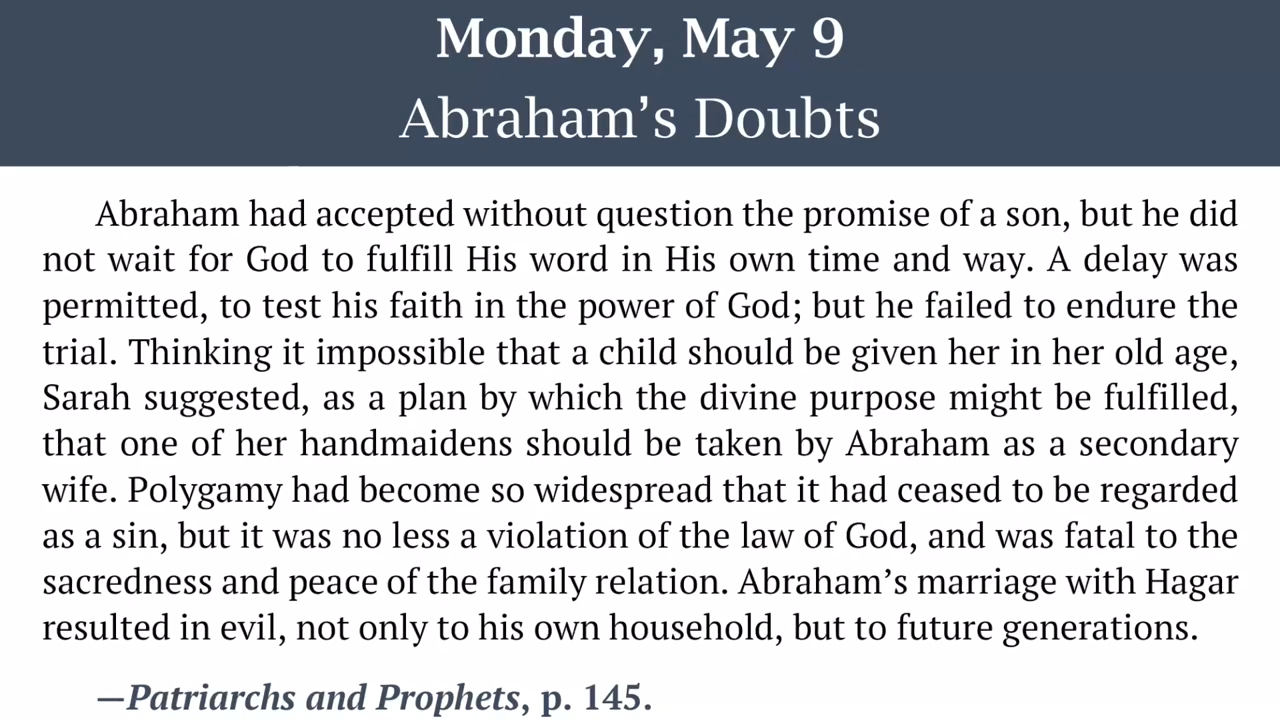 Monday, May 9
Abraham’s Doubts
Abraham had accepted without question the promise of a son, but he did
not wait for God to fulfill His word in His own time and way. A delay was
permitted, to test his faith in the power of God; but he failed to endure the
trial. Thinking it impossible that a child should be given her in her old age,
Sarah suggested, as a plan by which the divine purpose might be fulfilled,
that one of her handmaidens should be taken by Abraham as a secondary
wife. Polygamy had become so widespread that it had ceased to be regarded
as a sin, but it was no less a violation of the law of God, and was fatal to the
sacredness and peace of the family relation. Abraham’s marriage with Hagar
resulted in evil, not only to his own household, but to future generations.
—Patriarchs and Prophets, p. 145.